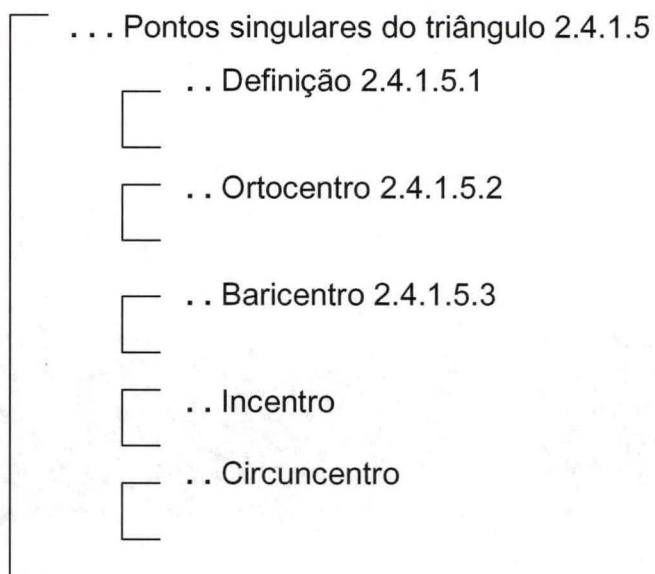 . . . Pontos singulares do triângulo 2.4.1.5
. . Definição 2.4.1.5.1
. . Ortocentro 2.4.1.5.2
. . Baricentro 2.4.1.5.3
. . Incentro
. . Circuncentro